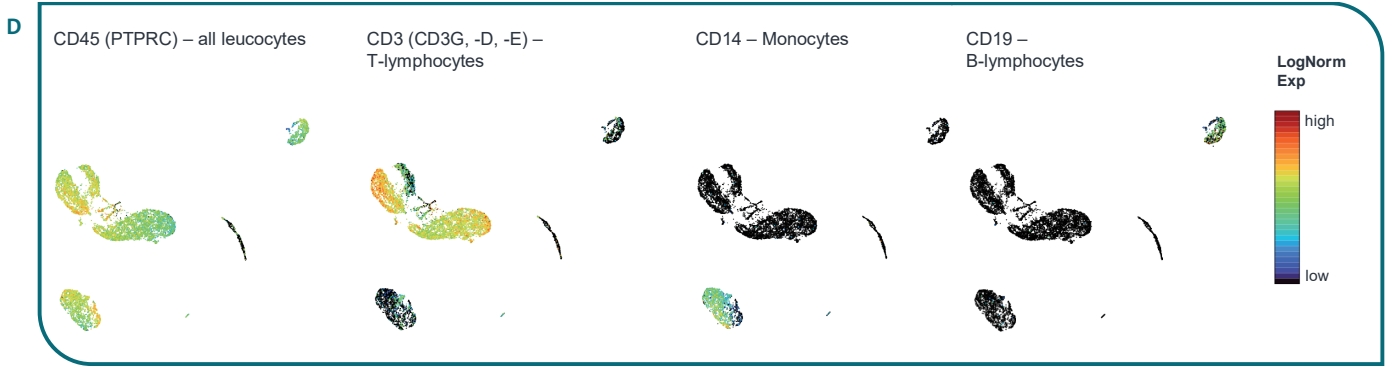 D
CD45 (PTPRC) – all leucocytes
CD3 (CD3G, -D, -E) –
T-lymphocytes
CD14 – Monocytes
CD19 –
B-lymphocytes
LogNorm
Exp
high
low